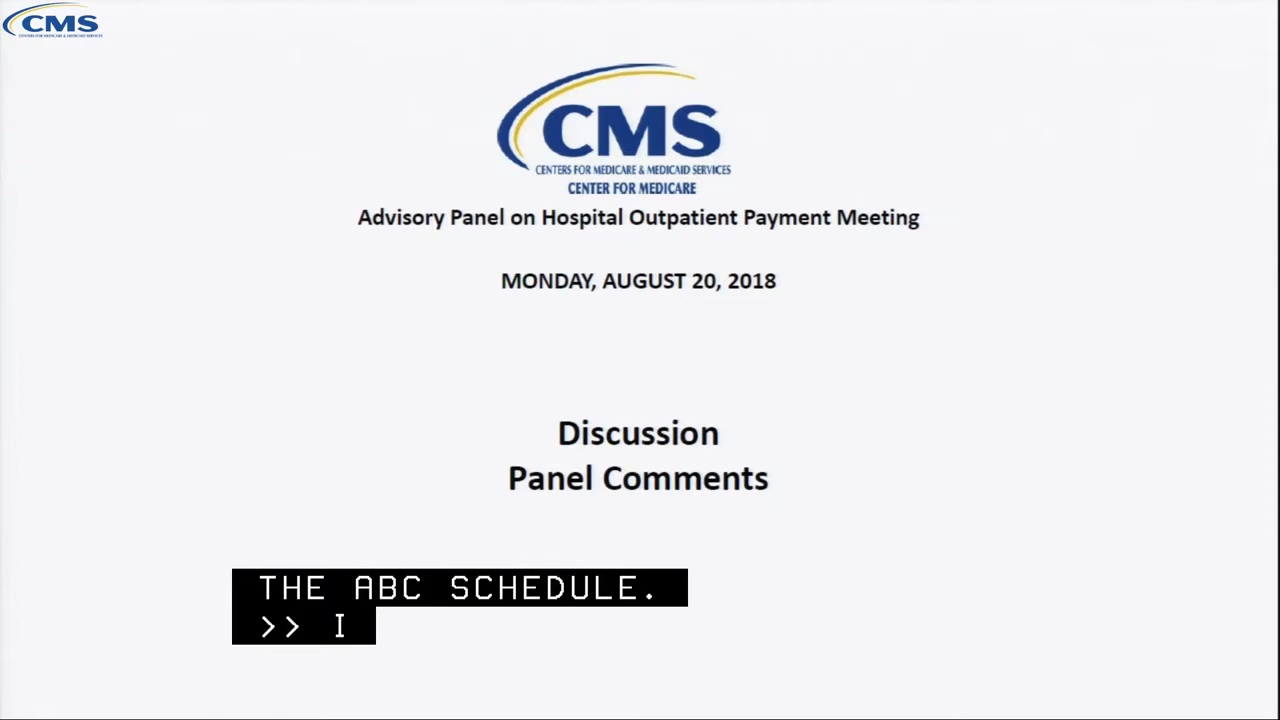 CMS
CENTERS FOR MEDICARE & MEDICAID SERVICES
CMS
CENTERS FOR MEDICARE & MEDICAID SERVICES
CENTER FOR MEDICARE
Advisory Panel on Hospital Outpatient Payment Meeting
MONDAY, AUGUST 20, 2018
Discussion
Panel Comments
THE ABC SCHEDULE.
>> I